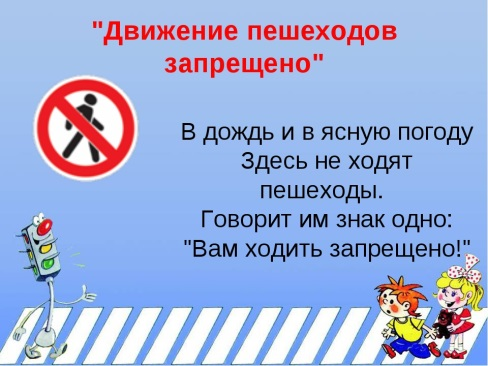 "Движение пешеходов
запрещено"
В дождь и в ясную погоду
Здесь не ходят
пешеходы.
Говорит им знак одно:
"Вам ходить запрещено!"